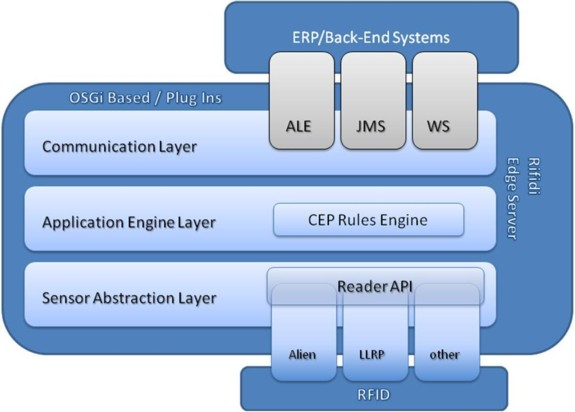 ERP/Back-End Systems
OSGi Based / Plug Ins
ALE
JMS
WS
Communication Layer
Rifidi
Edge Server
Application Engine Layer
CEP Rules Engine
Reader API
Sensor Abstraction Layer
Alien
LLRP
other
RFID